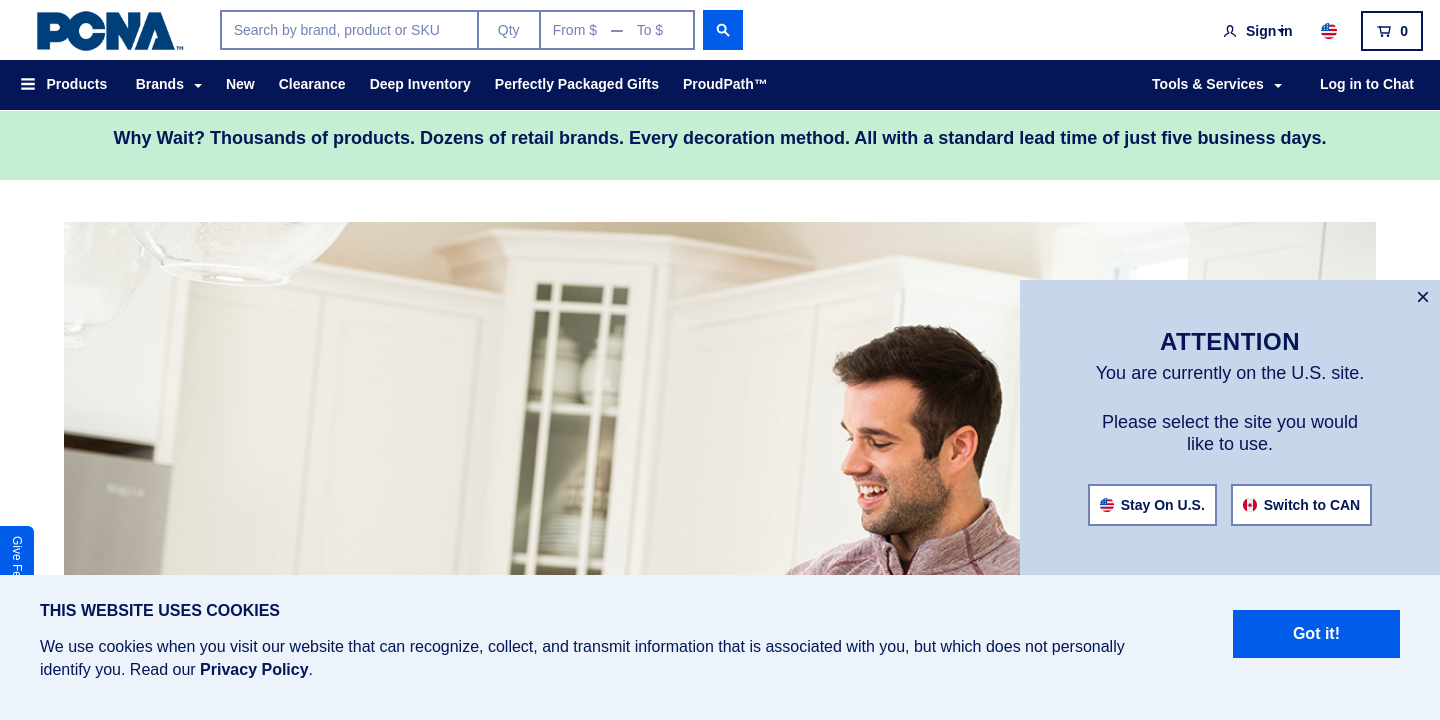 PCNA™
Search by brand, product or SKU
Qty
From $ — To $
Sign in
0
Products
Brands
New
Clearance
Deep Inventory
Perfectly Packaged Gifts
ProudPath™
Tools & Services
Log in to Chat
Why Wait? Thousands of products. Dozens of retail brands. Every decoration method. All with a standard lead time of just five business days.
×
ATTENTION
You are currently on the U.S. site.
Please select the site you would
like to use.
Stay On U.S.
Switch to CAN
Give
THIS WEBSITE USES COOKIES
We use cookies when you visit our website that can recognize, collect, and transmit information that is associated with you, but which does not personally
identify you. Read our Privacy Policy.
Got it!